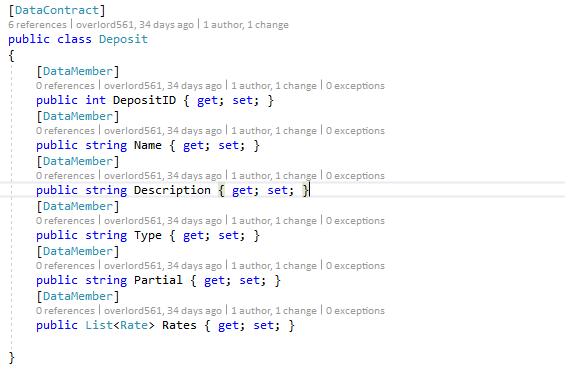 [DataContract]
6 references | overlord561, 34 days ago | 1 author, 1 change
public class Deposit
{
[DataMember]
0 references | overlord561, 34 days ago | 1 author, 1 change | 0 exceptions
public int DepositID { get; set; }
[DataMember]
0 references | overlord561, 34 days ago | 1 author, 1 change | 0 exceptions
public string Name { get; set; }
[DataMember]
0 references | overlord561, 34 days ago | 1 author, 1 change | 0 exceptions
public string Description { get; set; }
[DataMember]
0 references | overlord561, 34 days ago | 1 author, 1 change | 0 exceptions
public string Type { get; set; }
[DataMember]
0 references | overlord561, 34 days ago | 1 author, 1 change | 0 exceptions
public string Partial { get; set; }
[DataMember]
0 references | overlord561, 34 days ago | 1 author, 1 change | 0 exceptions
public List<Rate> Rates { get; set; }
}